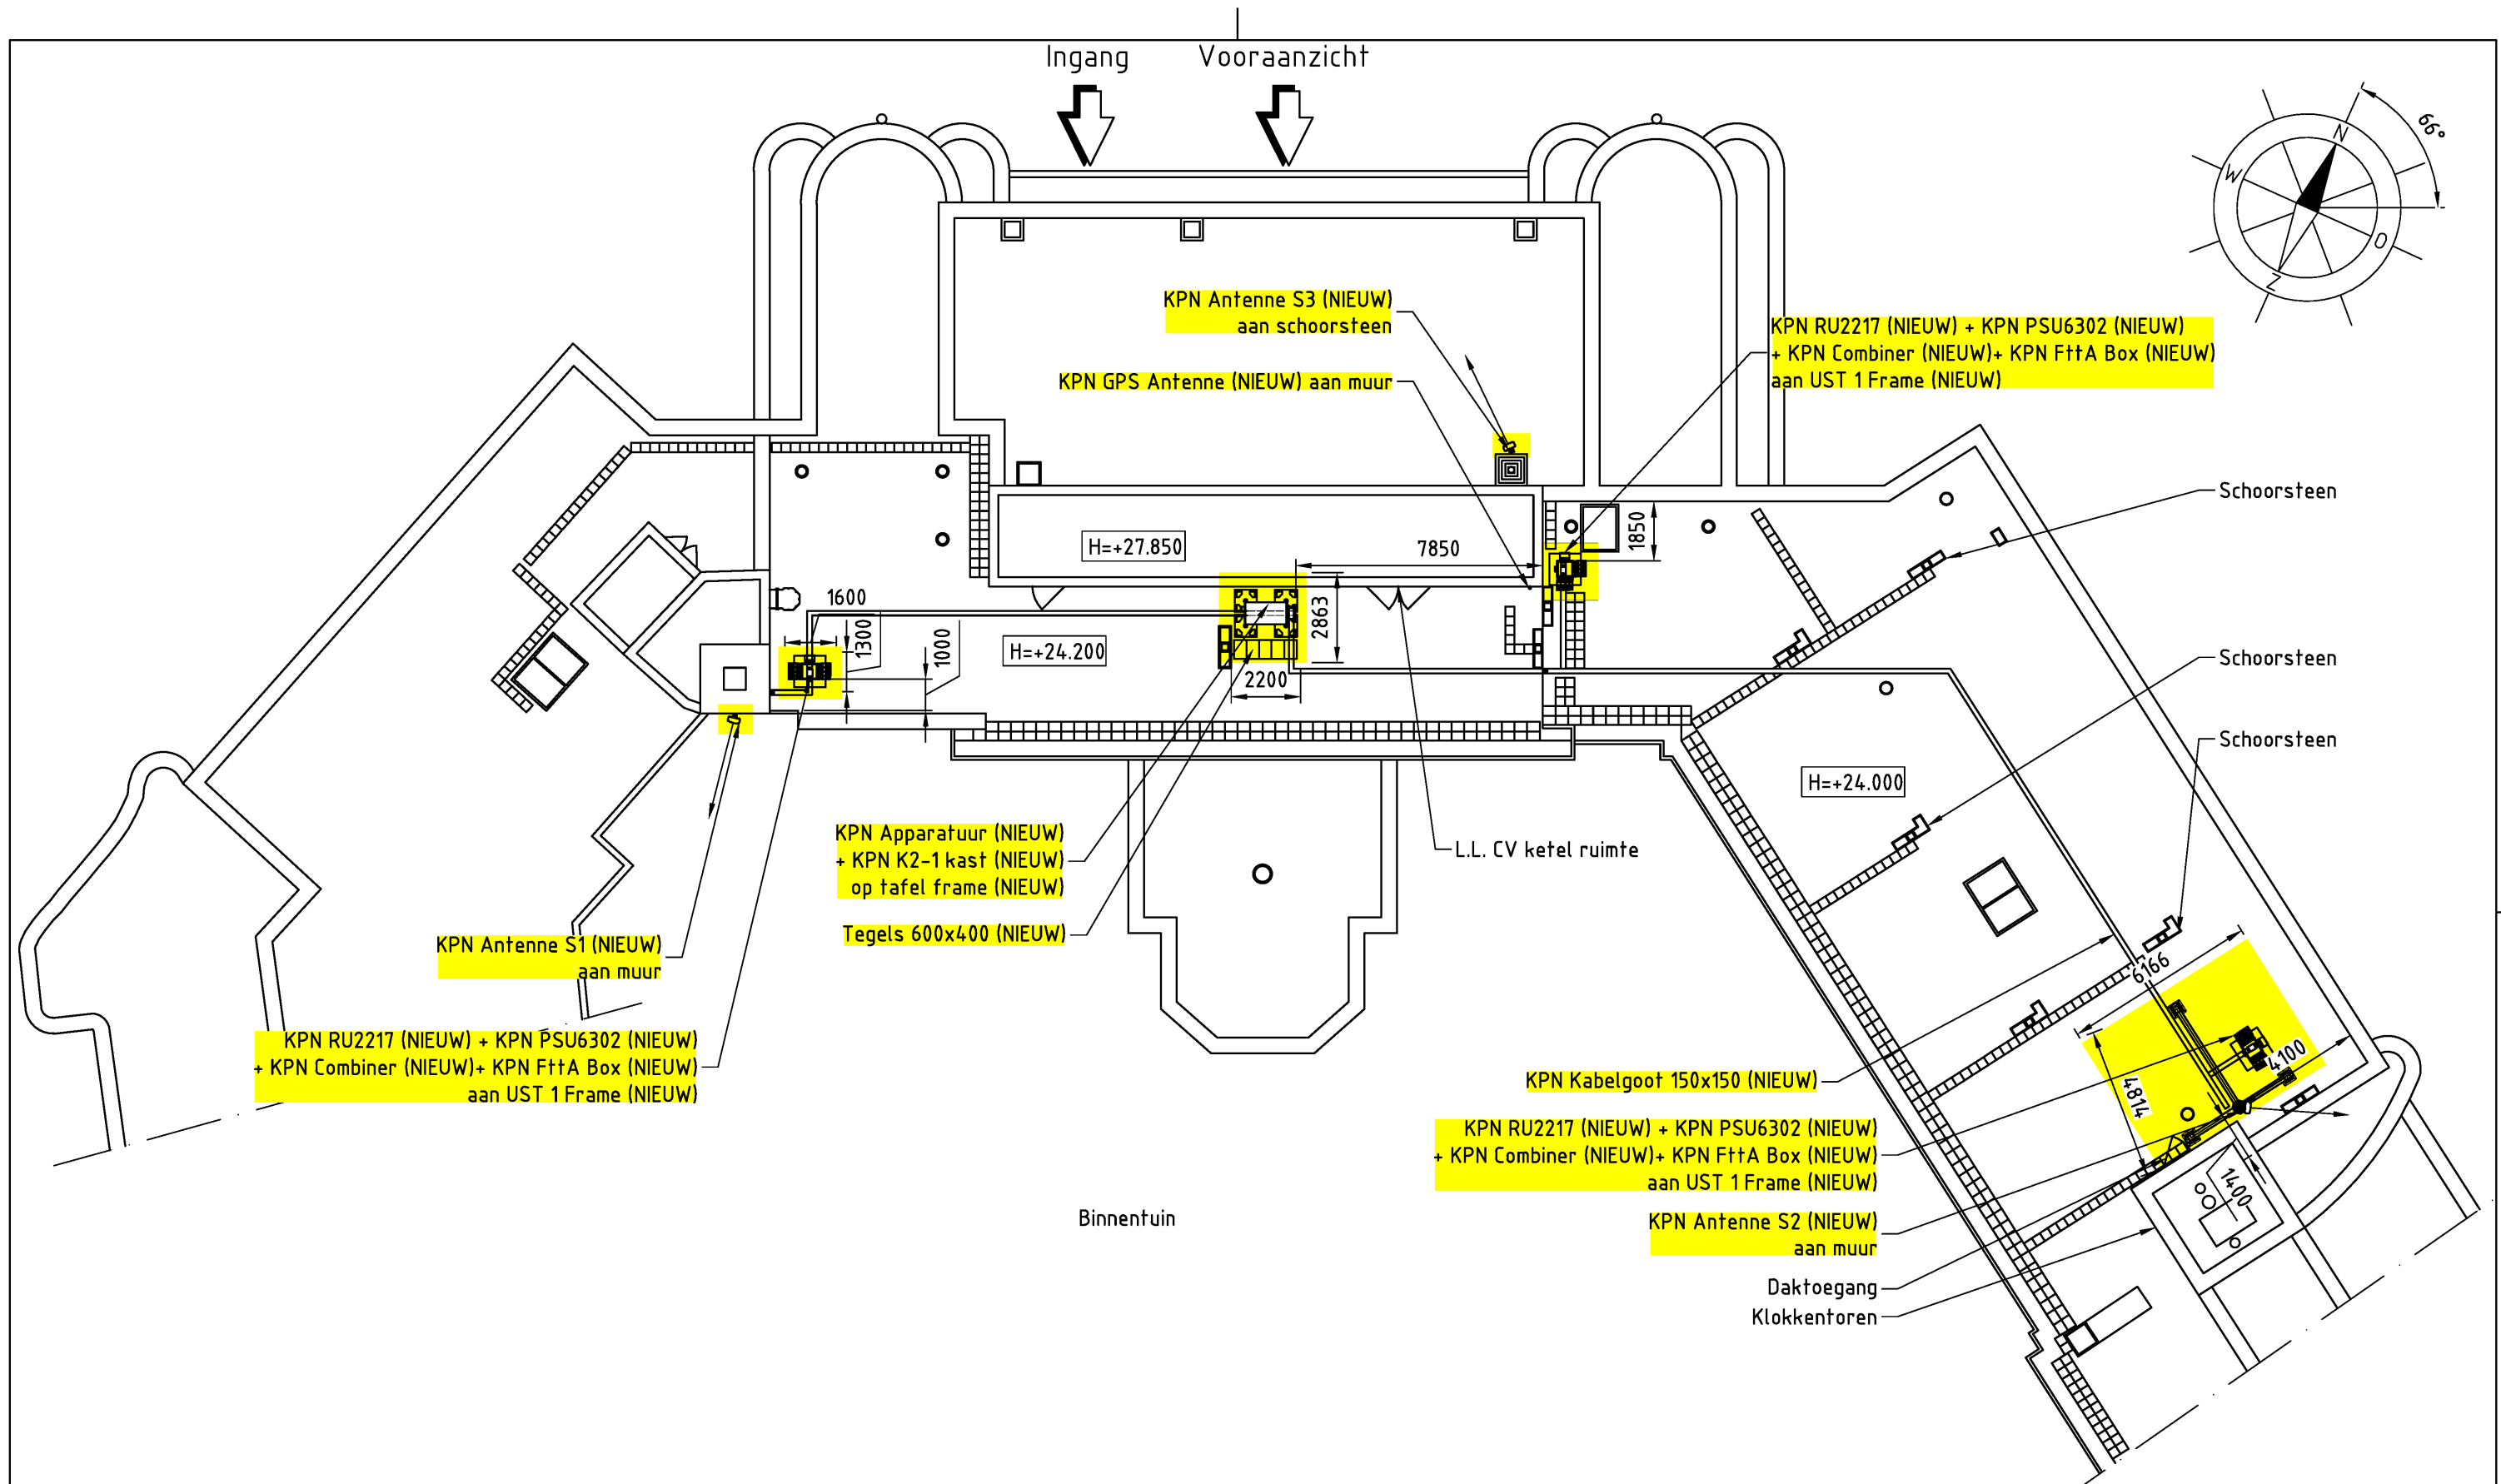 Ingang
Vooraanzicht
66°
N
W
O
Z
KPN Antenne S3 (NIEUW)
aan schoorsteen
KPN RU2217 (NIEUW) + KPN PSU6302 (NIEUW)
+ KPN Combiner (NIEUW)+ KPN FttA Box (NIEUW)
aan UST 1 Frame (NIEUW)
KPN GPS Antenne (NIEUW) aan muur
Schoorsteen
1850
H=+27.850
7850
1600
1300
1000
2863
H=+24.200
2200
Schoorsteen
Schoorsteen
H=+24.000
KPN Apparatuur (NIEUW)
+ KPN K2-1 kast (NIEUW)
op tafel frame (NIEUW)
L.L. CV ketel ruimte
Tegels 600x400 (NIEUW)
KPN Antenne S1 (NIEUW)
aan muur
6166
KPN RU2217 (NIEUW) + KPN PSU6302 (NIEUW)
+ KPN Combiner (NIEUW)+ KPN FttA Box (NIEUW)
aan UST 1 Frame (NIEUW)
4100
4814
KPN Kabelgoot 150x150 (NIEUW)
KPN RU2217 (NIEUW) + KPN PSU6302 (NIEUW)
+ KPN Combiner (NIEUW)+ KPN FttA Box (NIEUW)
aan UST 1 Frame (NIEUW)
1400
Binnentuin
KPN Antenne S2 (NIEUW)
aan muur
Daktoegang
Klokkentoren